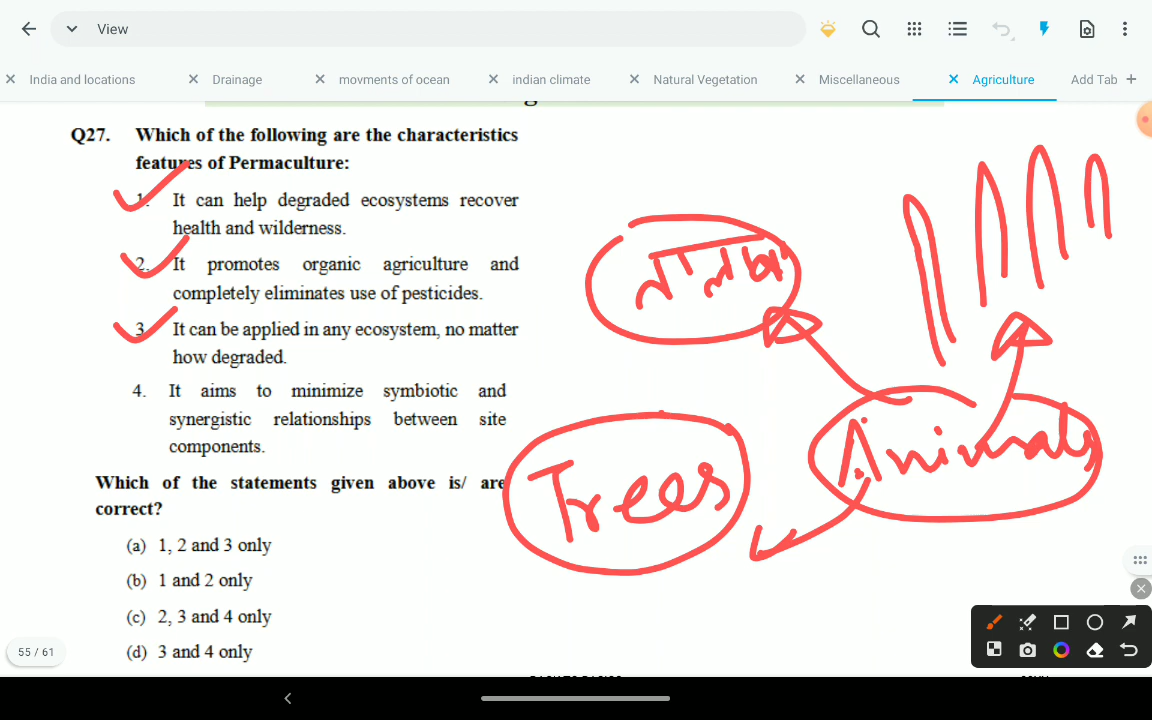 View
India and locations
Drainage
movments of ocean
indian climate
Natural Vegetation
Miscellaneous
Agriculture
Add Tab +
Q27. Which of the following are the characteristics
features of Permaculture:
1. It can help degraded ecosystems recover
health and wilderness.
2. It promotes organic agriculture and
completely eliminates use of pesticides.
3. It can be applied in any ecosystem, no matter
how degraded.
4. It aims to minimize symbiotic and
synergistic relationships between site
components.
Which of the statements given above is/ are
correct?
(a) 1, 2 and 3 only
(b) 1 and 2 only
(c) 2, 3 and 4 only
(d) 3 and 4 only
Trees
Animals
55 / 61